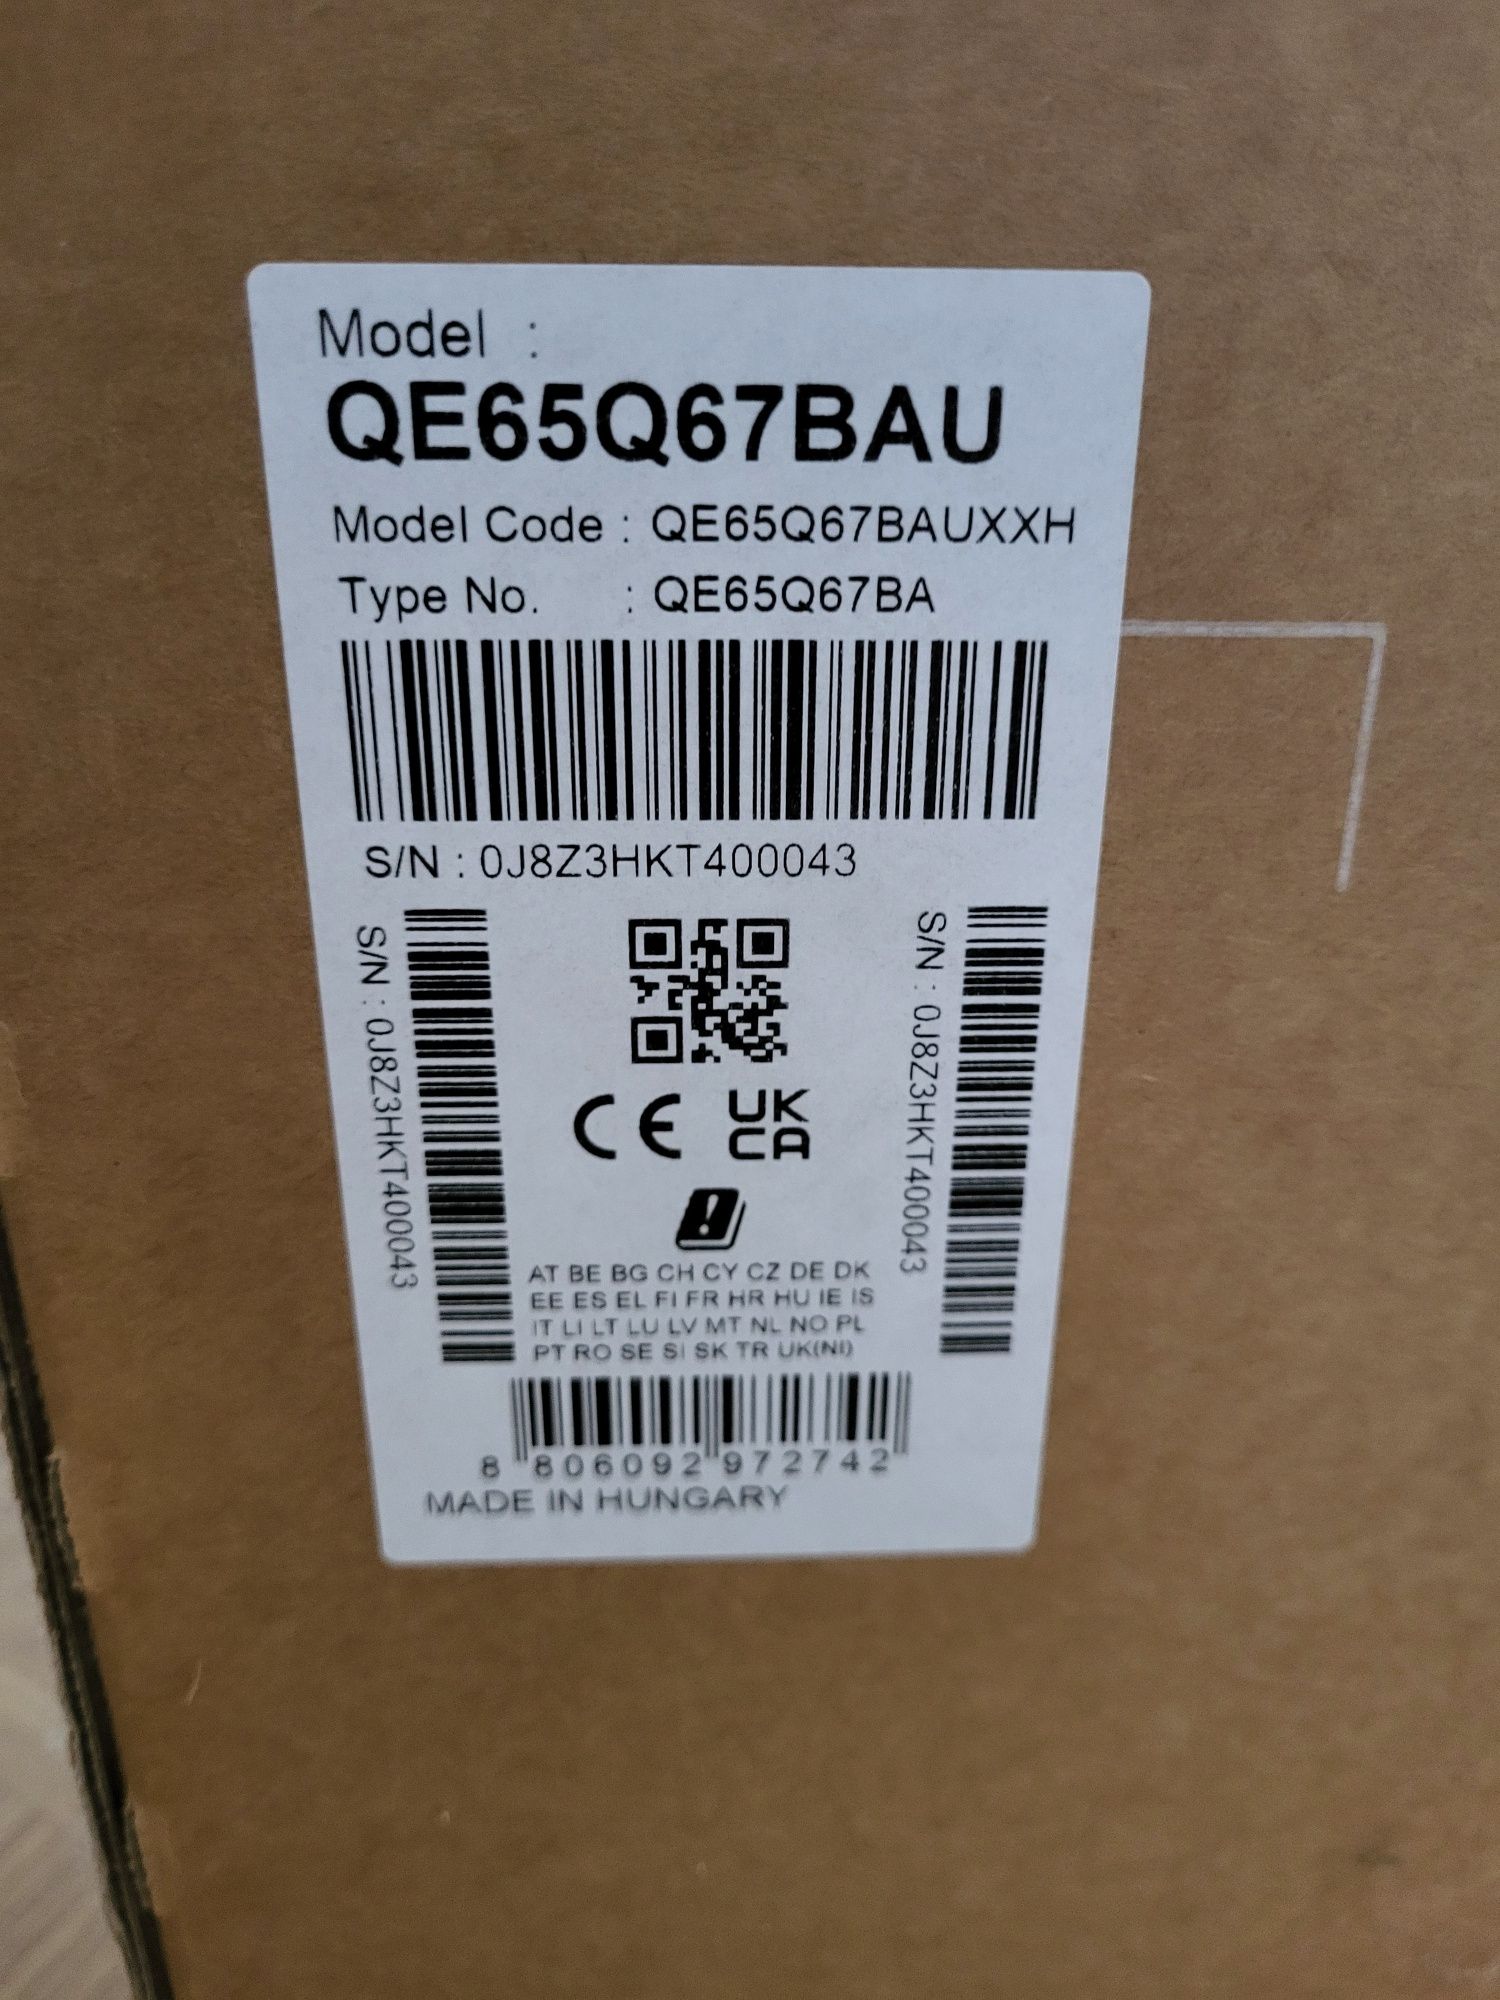 Model :
QE65Q67BAU
Model Code : QE65Q67BAUXXH
Type No. : QE65Q67BA
S/N : 0J8Z3HKT400043
S/N : 0J8Z3HKT400043
S/N : 0J8Z3HKT400043
CE UK
CA
AT BE BG CH CY CZ DE DK
EE ES EL FI FR HR HU IE IS
IT LI LT LU LV MT NL NO PL
PT RO SE SI SK TR UK(NI)
8 806092 972742
MADE IN HUNGARY